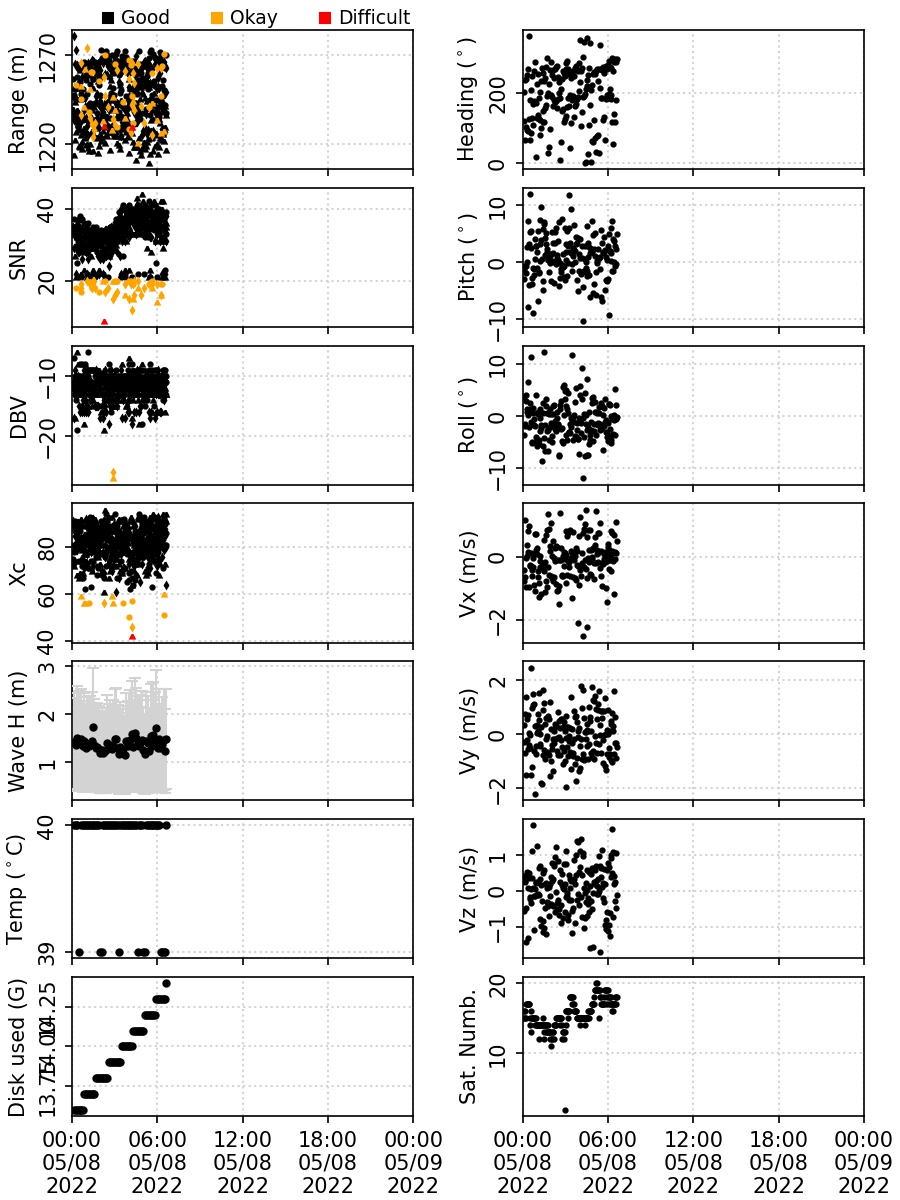 Good Okay Difficult
Range (m)
1270
1220
Heading (°)
200
0
SNR
40
20
Pitch (°)
10
0
−10
DBV
−10
−20
Roll (°)
10
0
−10
Xc
80
60
40
Vx (m/s)
0
−2
Wave H (m)
3
2
1
Vy (m/s)
2
0
−2
Temp (°C)
40
39
Vz (m/s)
1
0
−1
Disk used (G)
14.25
14.00
13.75
Sat. Numb.
20
10
00:00 06:00 12:00 18:00 00:00
05/08 05/08 05/08 05/08 05/09
2022 2022 2022 2022 2022
00:00 06:00 12:00 18:00 00:00
05/08 05/08 05/08 05/08 05/09
2022 2022 2022 2022 2022